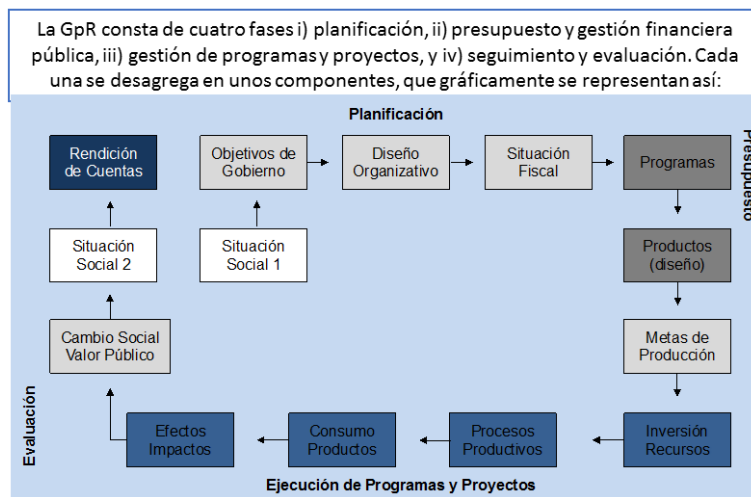 La GpR consta de cuatro fases i) planificación, ii) presupuesto y gestión financiera
pública, iii) gestión de programas y proyectos, y iv) seguimiento y evaluación. Cada
una se desagrega en unos componentes, que gráficamente se representan así:
Planificación
Rendición
de Cuentas
Objetivos de
Gobierno
Diseño
Organizativo
Situación
Fiscal
Programas
Presupuesto
Situación
Social 2
Situación
Social 1
Productos
(diseño)
Cambio Social
Valor Público
Metas de
Producción
Evaluación
Efectos
Impactos
Consumo
Productos
Procesos
Productivos
Inversión
Recursos
Ejecución de Programas y Proyectos